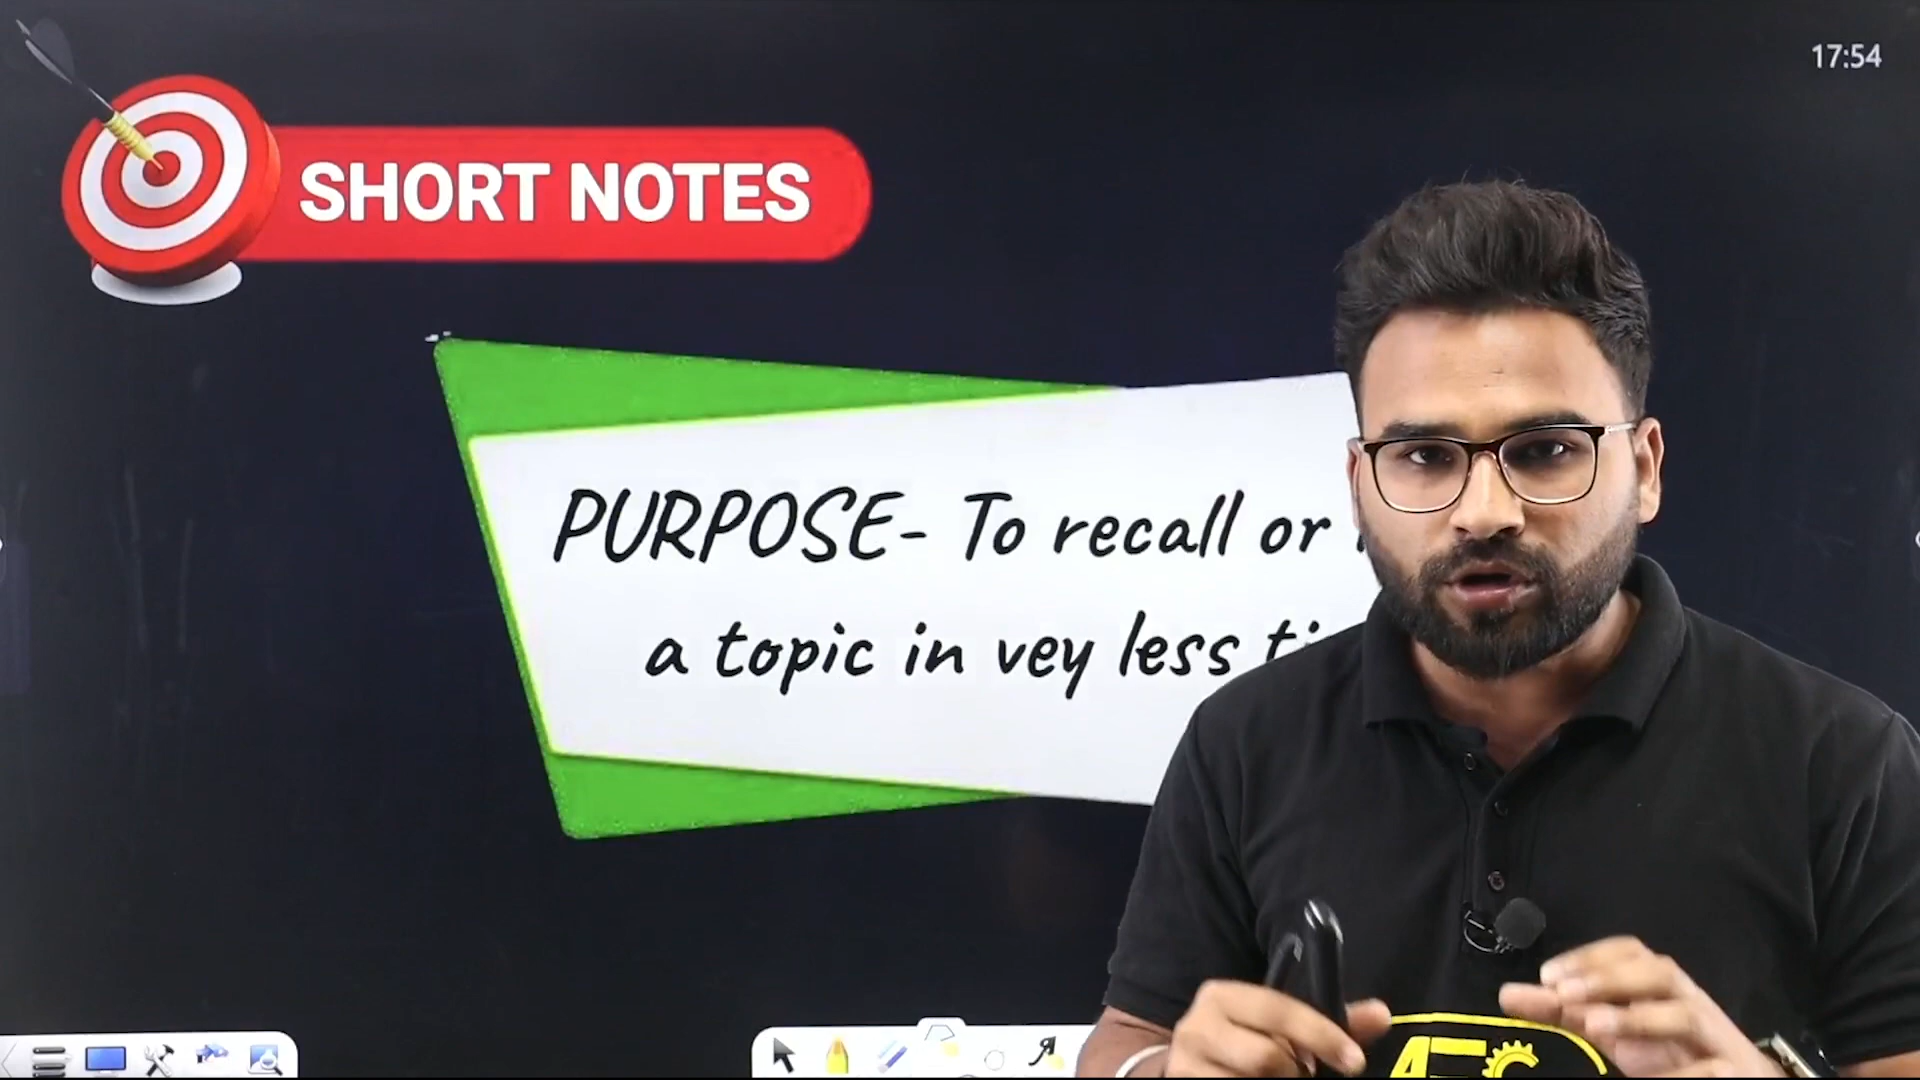 17:54
SHORT NOTES
PURPOSE- To recall or
a topic in vey less